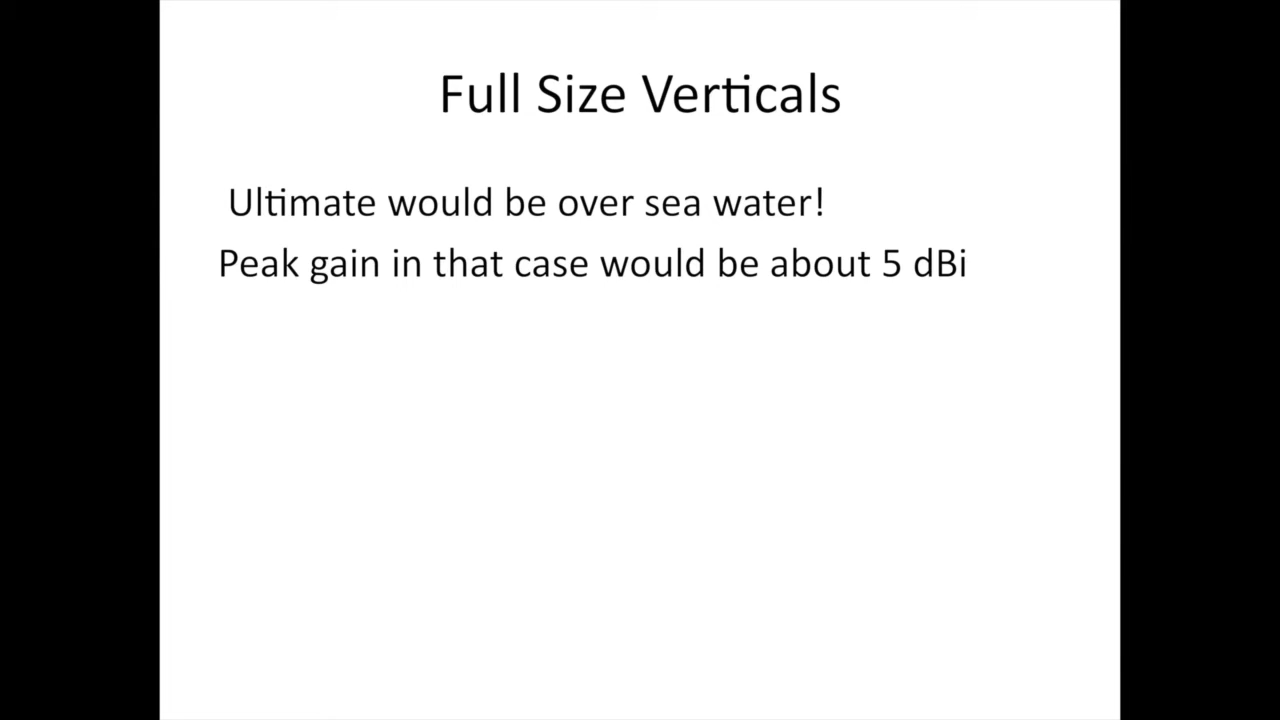 Full Size Verticals
Ultimate would be over sea water!
Peak gain in that case would be about 5 dBi